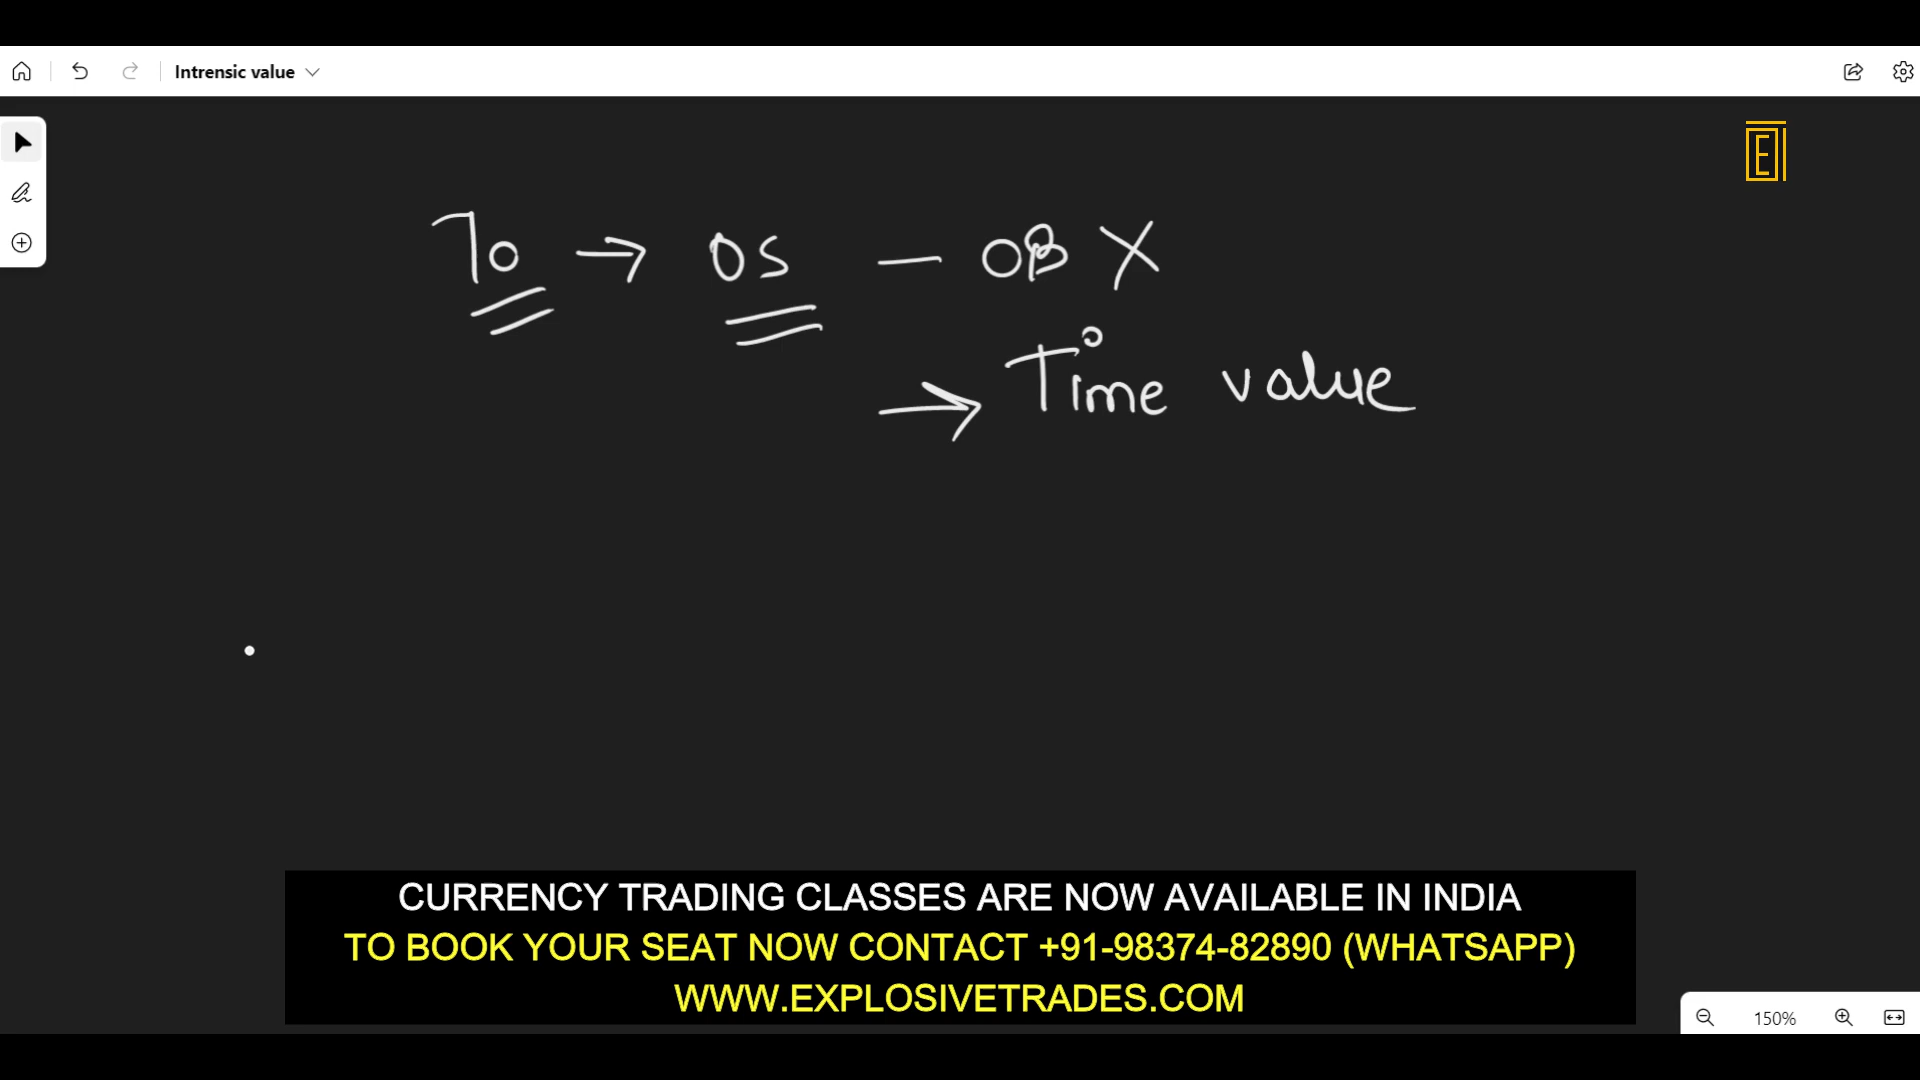 Intrensic value
To → OS – OB X
→ Time value
CURRENCY TRADING CLASSES ARE NOW AVAILABLE IN INDIA
TO BOOK YOUR SEAT NOW CONTACT +91-98374-82890 (WHATSAPP)
WWW.EXPLOSIVETRADES.COM
150%